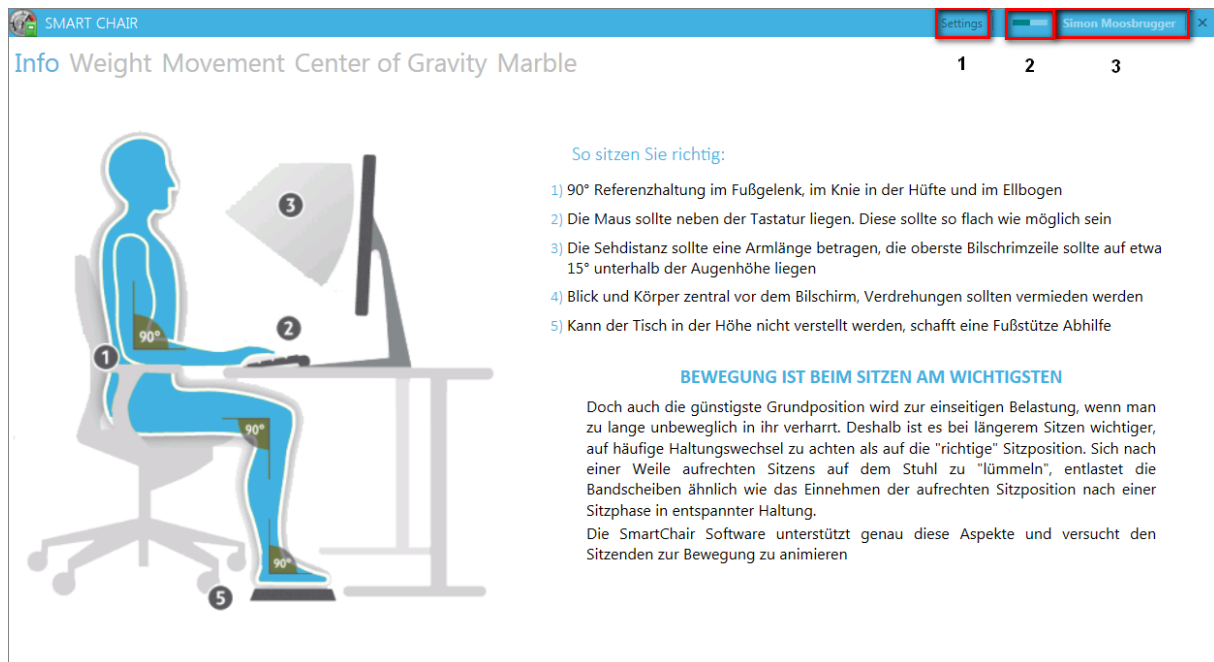 SMART CHAIR
Settings
Simon Moosbrugger
×
Info Weight Movement Center of Gravity Marble
1 2 3
So sitzen Sie richtig:
1) 90° Referenzhaltung im Fußgelenk, im Knie in der Hüfte und im Ellbogen
2) Die Maus sollte neben der Tastatur liegen. Diese sollte so flach wie möglich sein
3) Die Sehdistanz sollte eine Armlänge betragen, die oberste Bilschrimzeile sollte auf etwa
15° unterhalb der Augenhöhe liegen
4) Blick und Körper zentral vor dem Bilschirm, Verdrehungen sollten vermieden werden
5) Kann der Tisch in der Höhe nicht verstellt werden, schafft eine Fußstütze Abhilfe
BEWEGUNG IST BEIM SITZEN AM WICHTIGSTEN
Doch auch die günstigste Grundposition wird zur einseitigen Belastung, wenn man
zu lange unbeweglich in ihr verharrt. Deshalb ist es bei längerem Sitzen wichtiger,
auf häufige Haltungswechsel zu achten als auf die "richtige" Sitzposition. Sich nach
einer Weile aufrechten Sitzens auf dem Stuhl zu "lümmeln", entlastet die
Bandscheiben ähnlich wie das Einnehmen der aufrechten Sitzposition nach einer
Sitzphase in entspannter Haltung.
Die SmartChair Software unterstützt genau diese Aspekte und versucht den
Sitzenden zur Bewegung zu animieren
3
2
90°
1
90°
90°
5